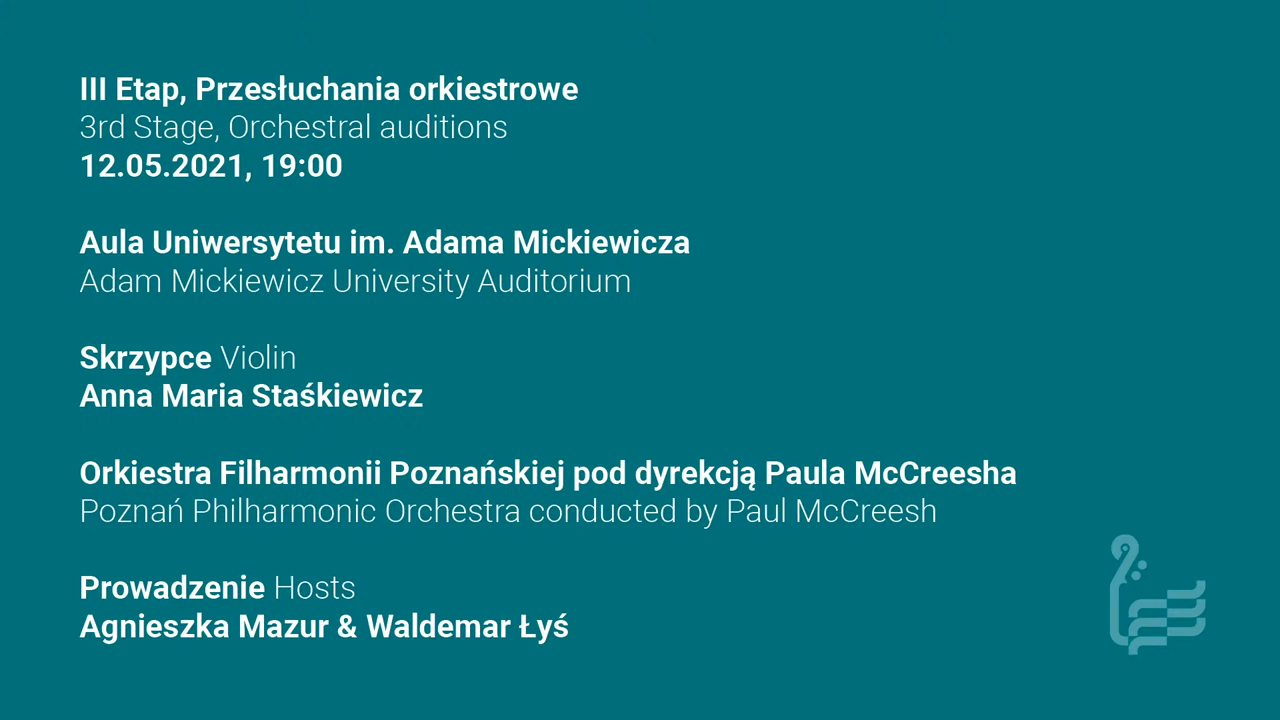 III Etap, Przesłuchania orkiestrowe
3rd Stage, Orchestral auditions
12.05.2021, 19:00
Aula Uniwersytetu im. Adama Mickiewicza
Adam Mickiewicz University Auditorium
Skrzypce Violin
Anna Maria Staśkiewicz
Orkiestra Filharmonii Poznańskiej pod dyrekcją Paula McCreesha
Poznań Philharmonic Orchestra conducted by Paul McCreesh
Prowadzenie Hosts
Agnieszka Mazur & Waldemar Łyś